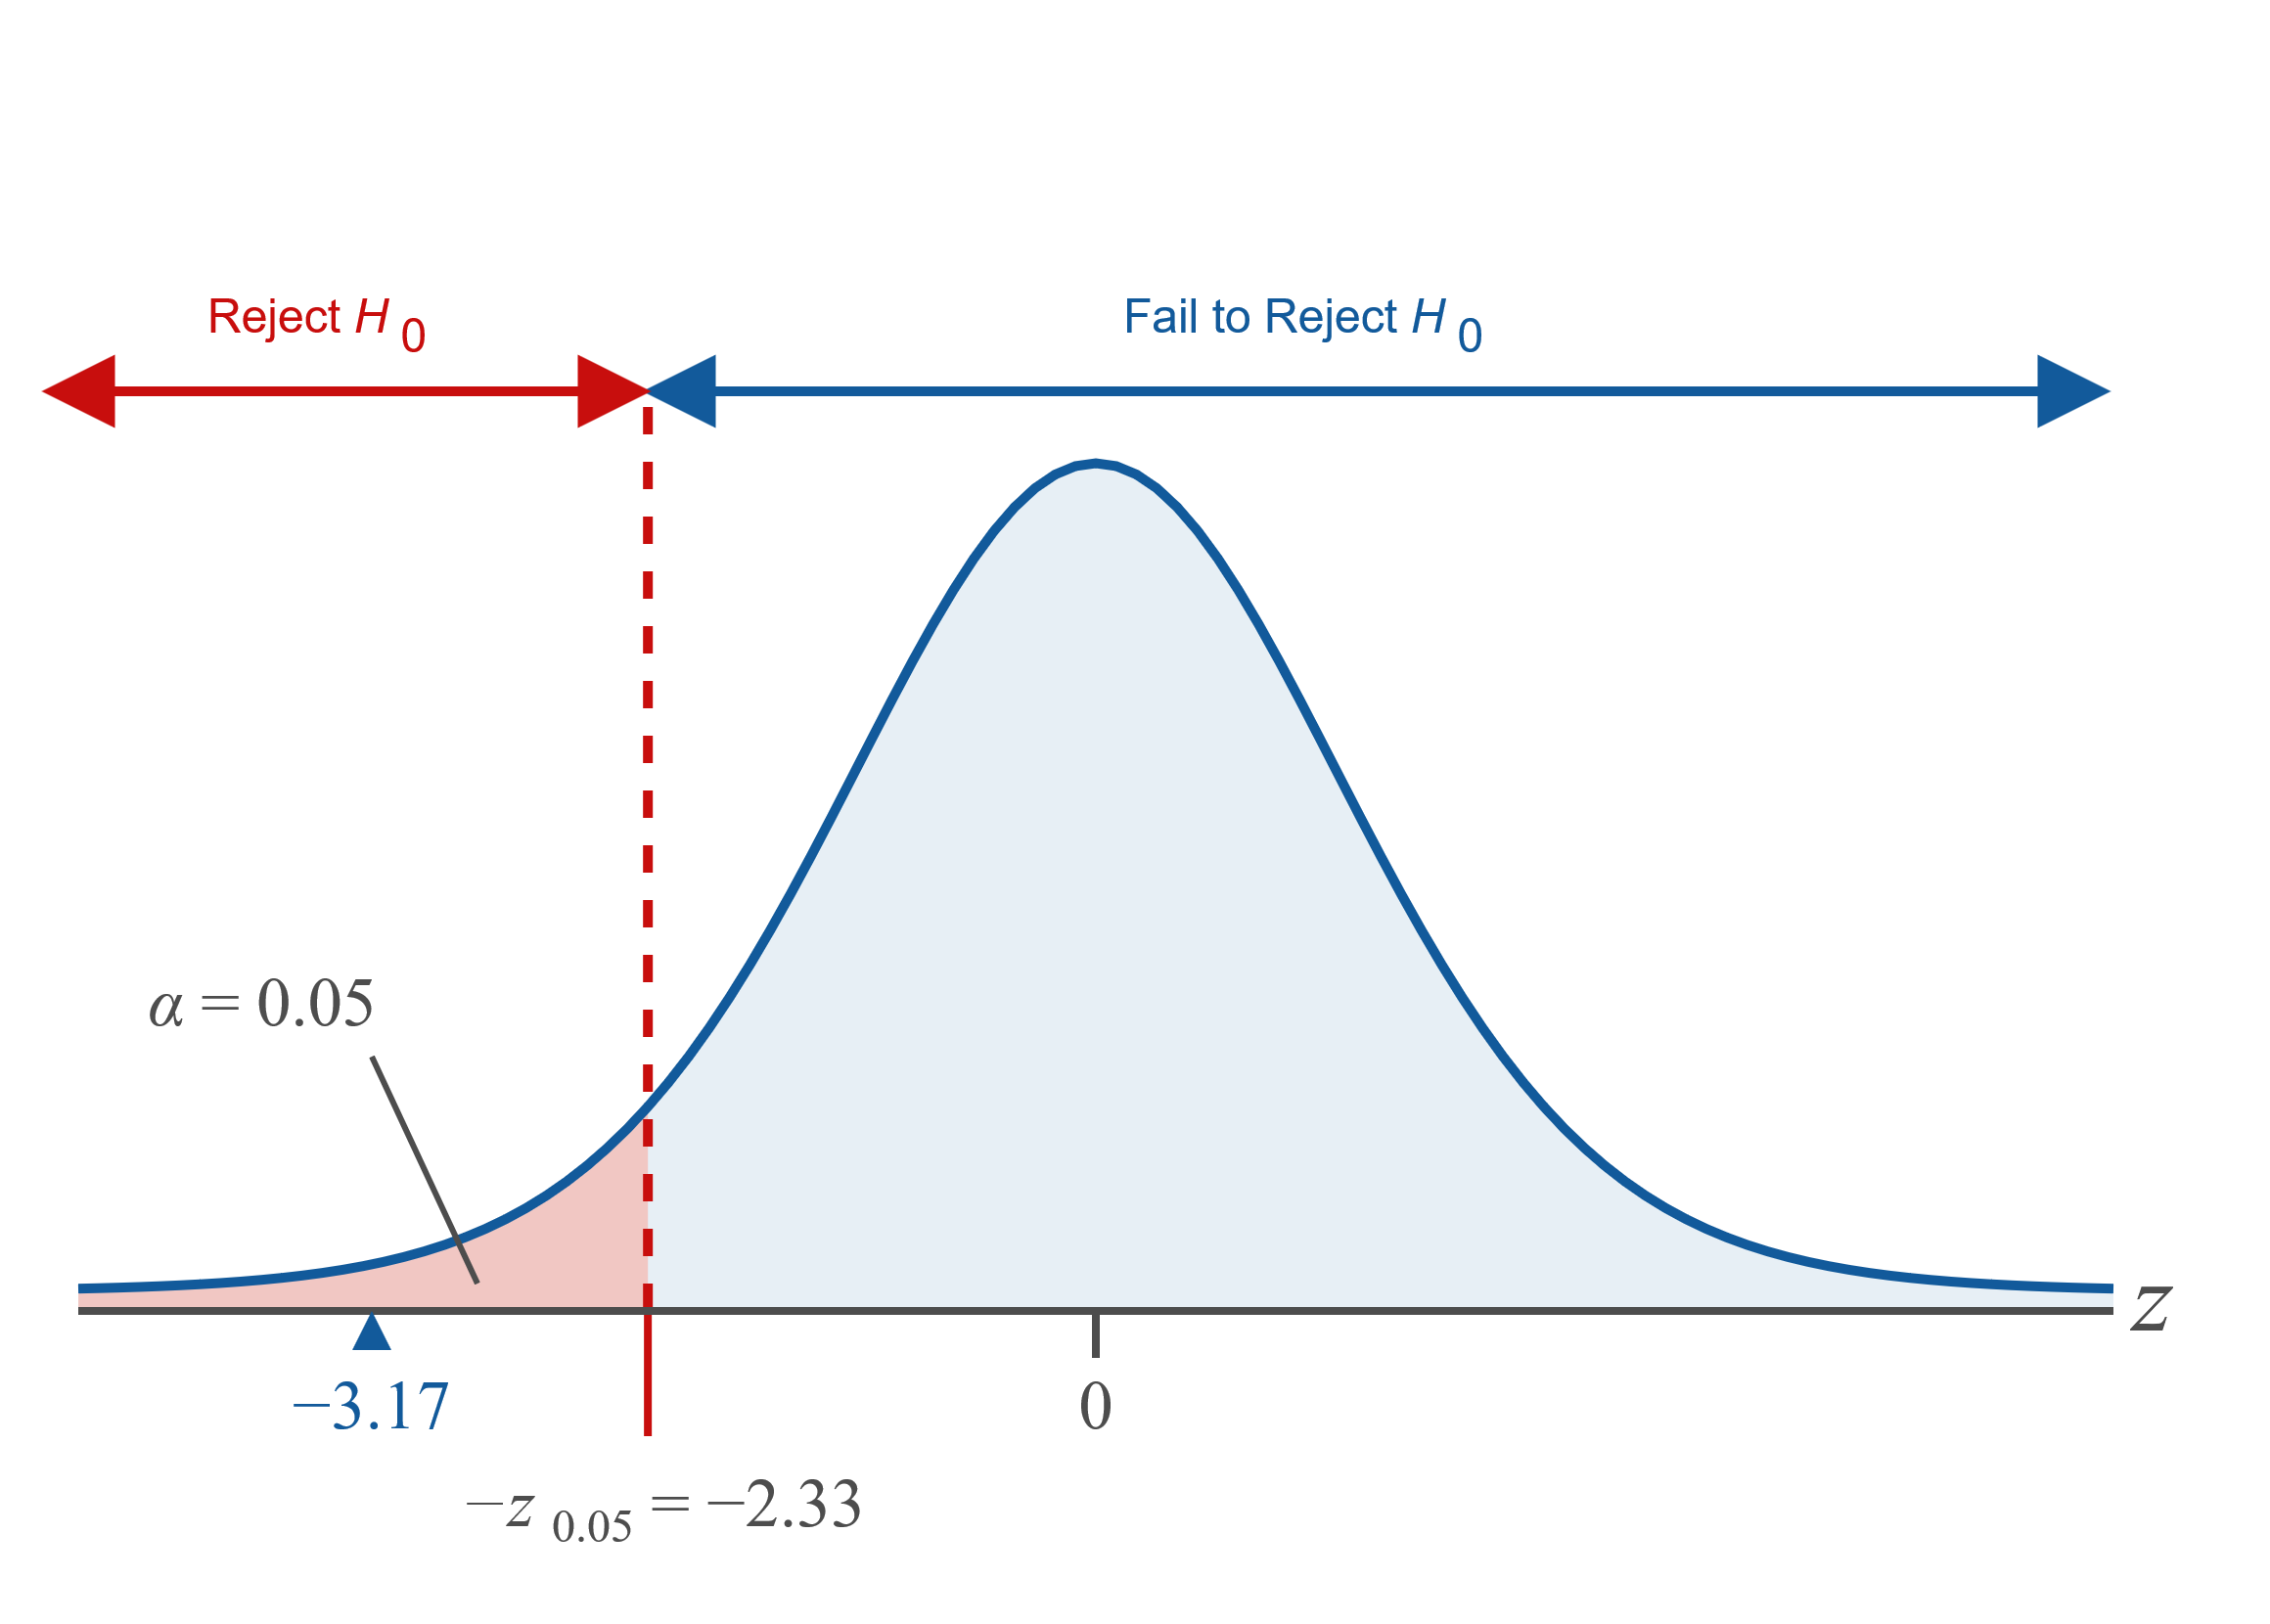 Reject H 0
Fail to Reject H 0
α = 0.05
z
−3.17
0
−z 0.05 = −2.33